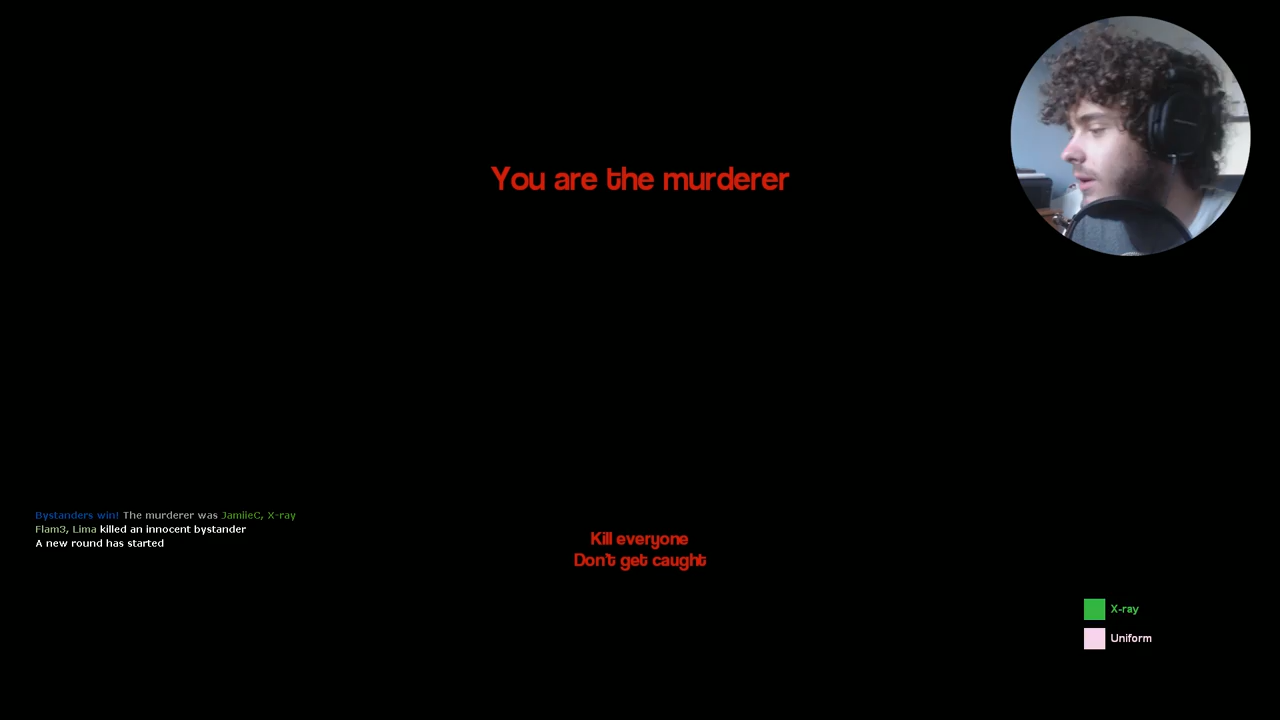 You are the murderer
Bystanders win! The murderer was JamiieC, X-ray
Flam3, Lima killed an innocent bystander
A new round has started
Kill everyone
Don't get caught
X-ray
Uniform